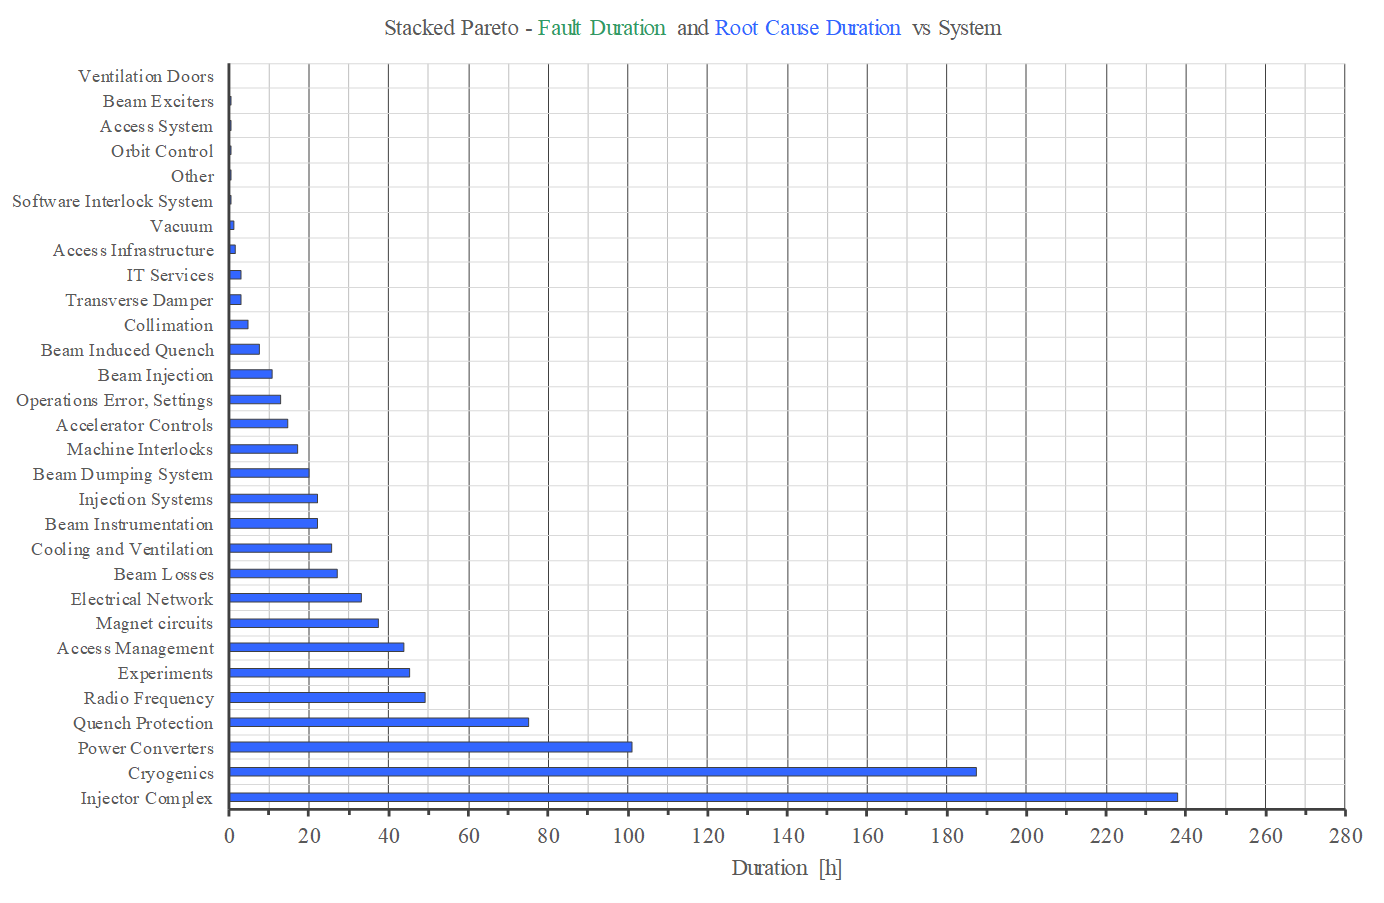 Stacked Pareto - Fault Duration and Root Cause Duration vs System
Ventilation Doors
Beam Exciters
Access System
Orbit Control
Other
Software Interlock System
Vacuum
Access Infrastructure
IT Services
Transverse Damper
Collimation
Beam Induced Quench
Beam Injection
Operations Error, Settings
Accelerator Controls
Machine Interlocks
Beam Dumping System
Injection Systems
Beam Instrumentation
Cooling and Ventilation
Beam Losses
Electrical Network
Magnet circuits
Access Management
Experiments
Radio Frequency
Quench Protection
Power Converters
Cryogenics
Injector Complex
0 20 40 60 80 100 120 140 160 180 200 220 240 260 280
Duration [h]